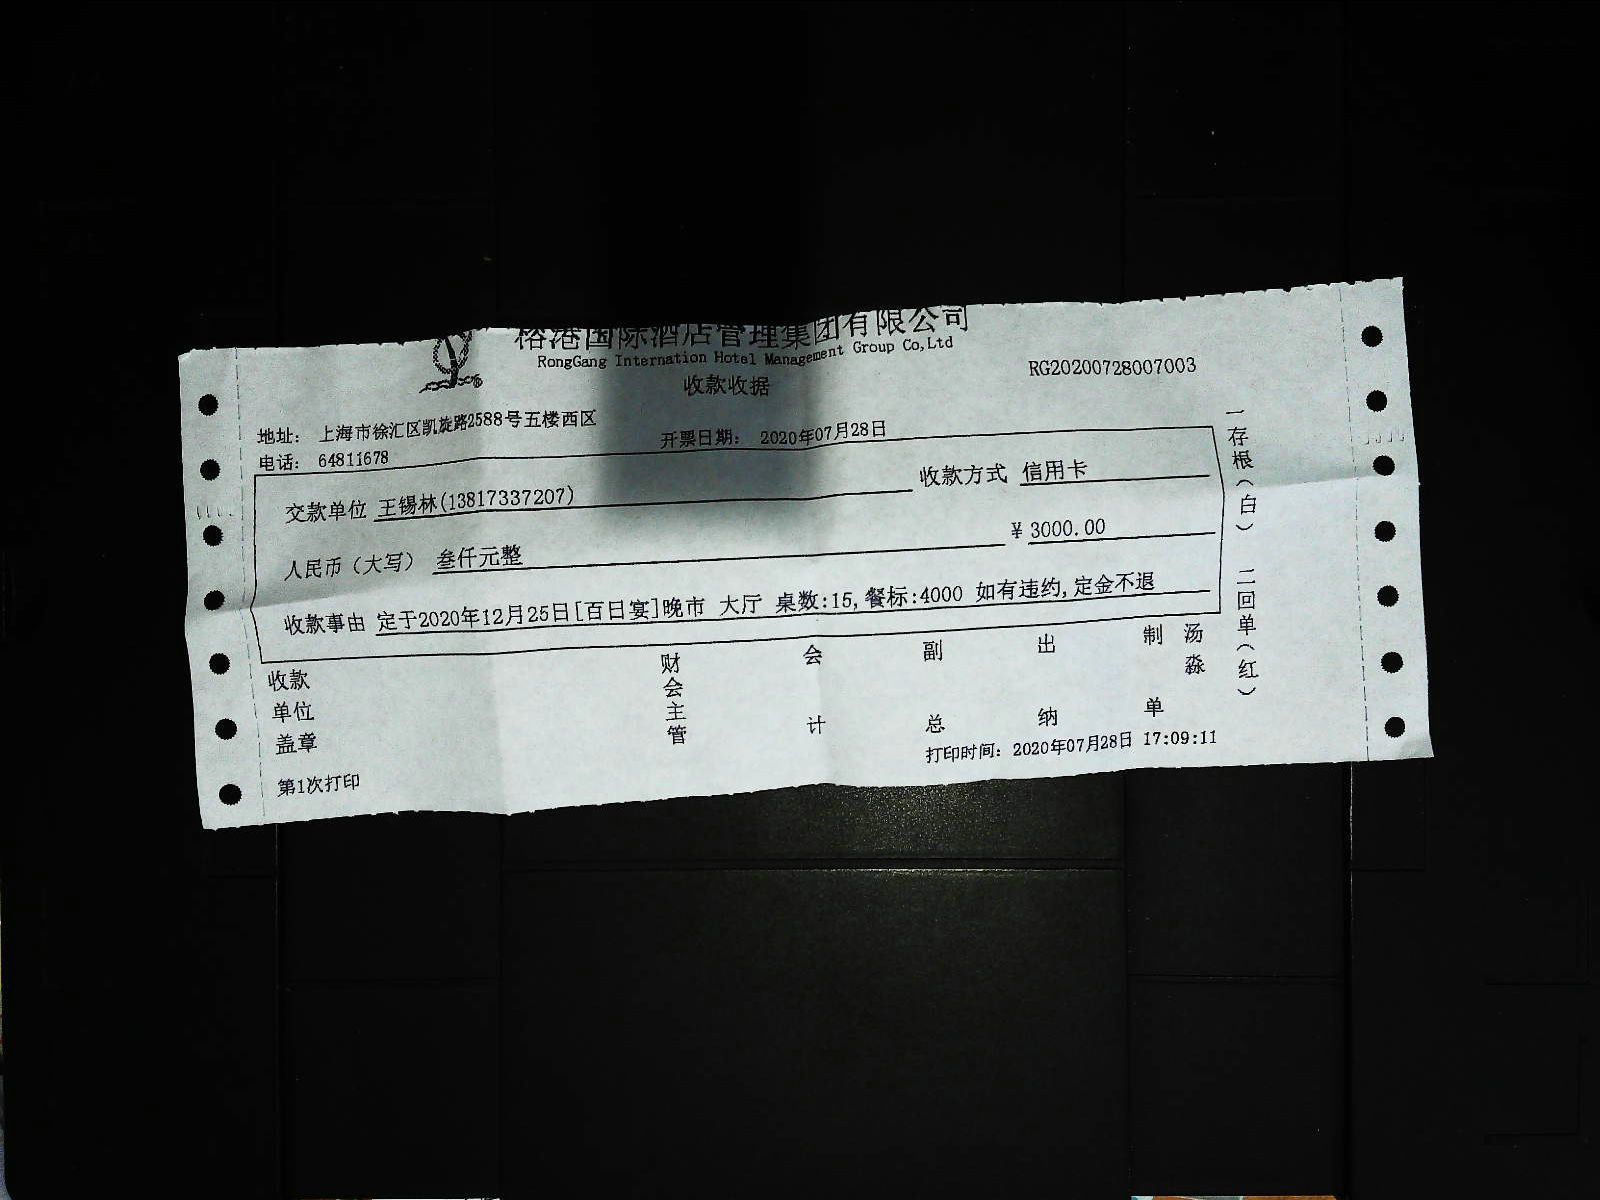 榕港国际酒店管理集团有限公司
RongGang Internation Hotel Management Group Co,Ltd
收款收据
RG20200728007003
地址： 上海市徐汇区凯旋路2588号五楼西区
电话： 64811678
开票日期： 2020年07月28日
交款单位 王锡林(13817337207)
收款方式 信用卡
人民币（大写） 叁仟元整
¥ 3000.00
收款事由 定于2020年12月25日[百日宴]晚市 大厅 桌数:15,餐标:4000 如有违约,定金不退
收款单位盖章
财会主管
会计
副总
出纳
制单
汤淼
一存根（白） 二回单（红）
打印时间: 2020年07月28日 17:09:11
第1次打印